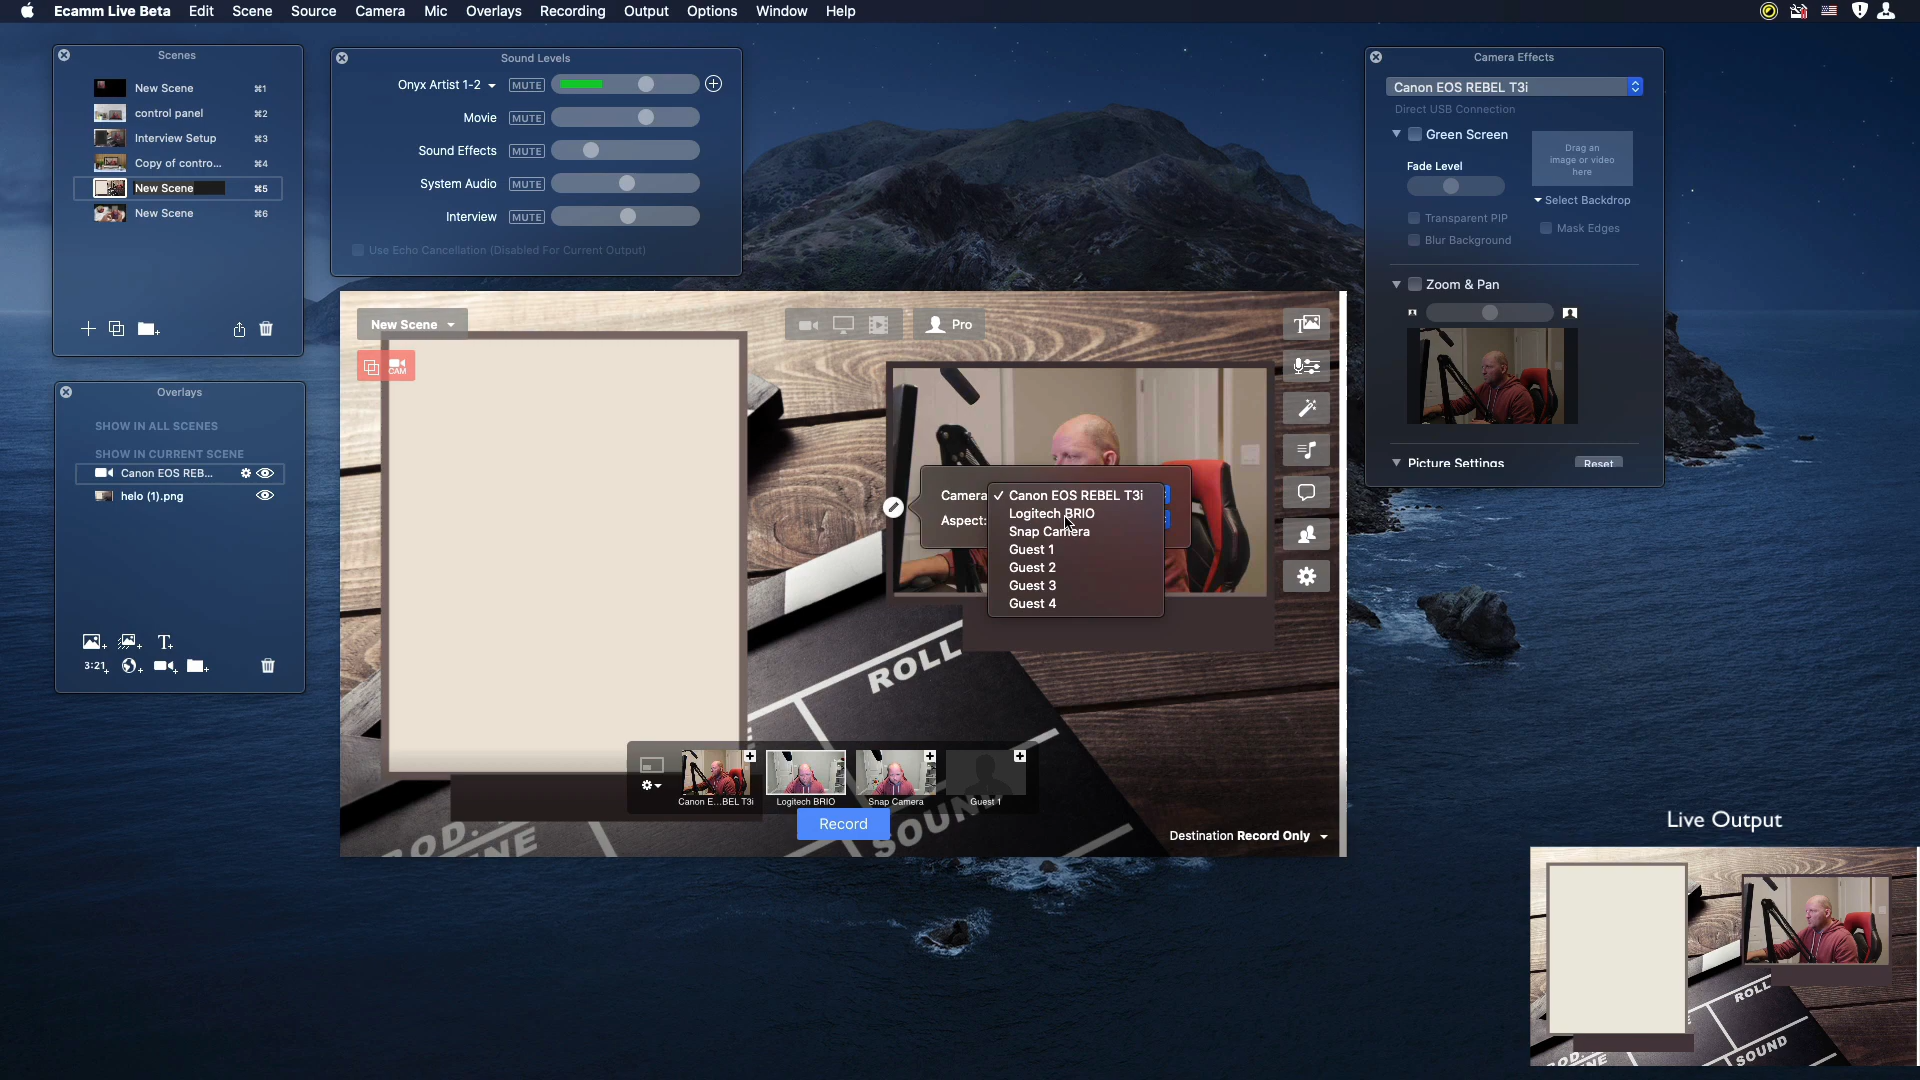 Ecamm Live Beta Edit Scene Source Camera Mic Overlays Recording Output Options Window Help
Scenes
New Scene ⌘1
control panel ⌘2
Interview Setup ⌘3
Copy of contro... ⌘4
New Scene ⌘5
New Scene ⌘6
Sound Levels
Onyx Artist 1-2 MUTE
Movie MUTE
Sound Effects MUTE
System Audio MUTE
Interview MUTE
Use Echo Cancellation (Disabled For Current Output)
Camera Effects
Canon EOS REBEL T3i
Direct USB Connection
Green Screen
Drag an
image or video
here
Fade Level
Select Backdrop
Transparent PIP
Mask Edges
Blur Background
Zoom & Pan
Picture Settings Reset
Overlays
SHOW IN ALL SCENES
SHOW IN CURRENT SCENE
Canon EOS REB...
helo (1).png
3:21
New Scene
CAM
Pro
Camera
Aspect:
Canon EOS REBEL T3i
Logitech BRIO
Snap Camera
Guest 1
Guest 2
Guest 3
Guest 4
ROLL
SOUND
PROD.
SCENE
Canon E...BEL T3i Logitech BRIO Snap Camera Guest 1
Record
Destination Record Only
Live Output
ROLL
SOUND